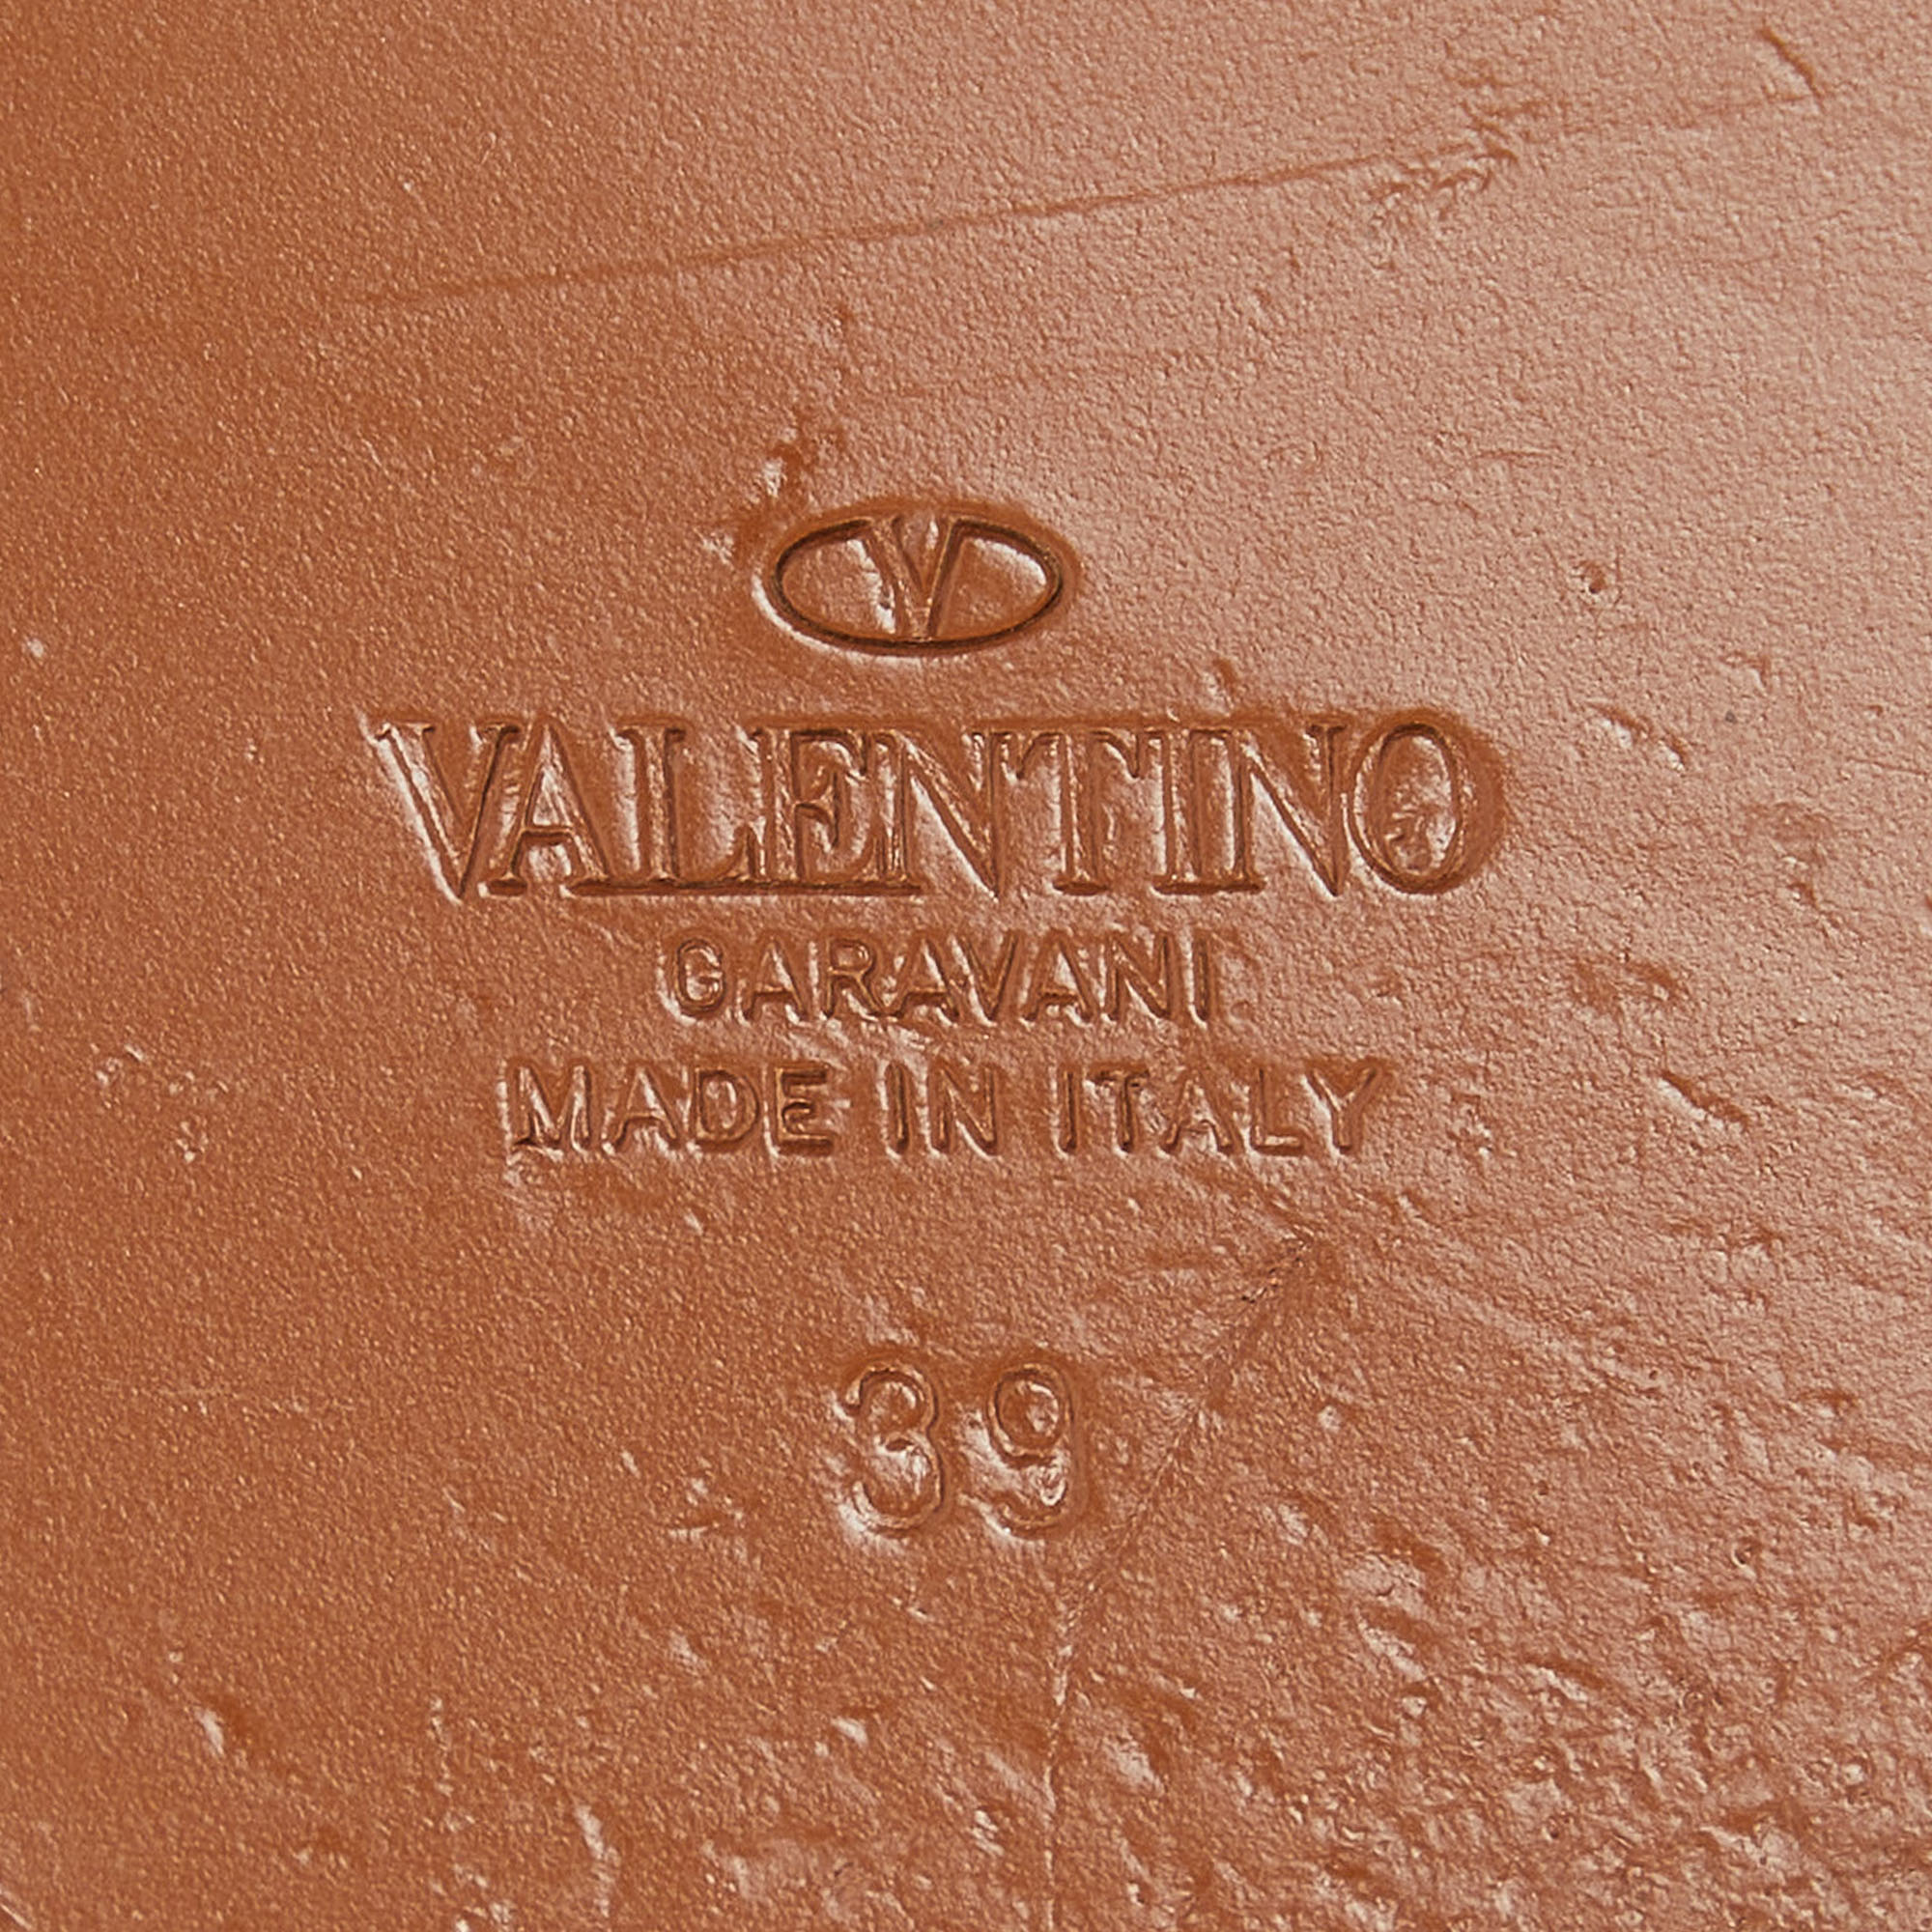 V
VALENTINO
GARAVANI
MADE IN ITALY
39